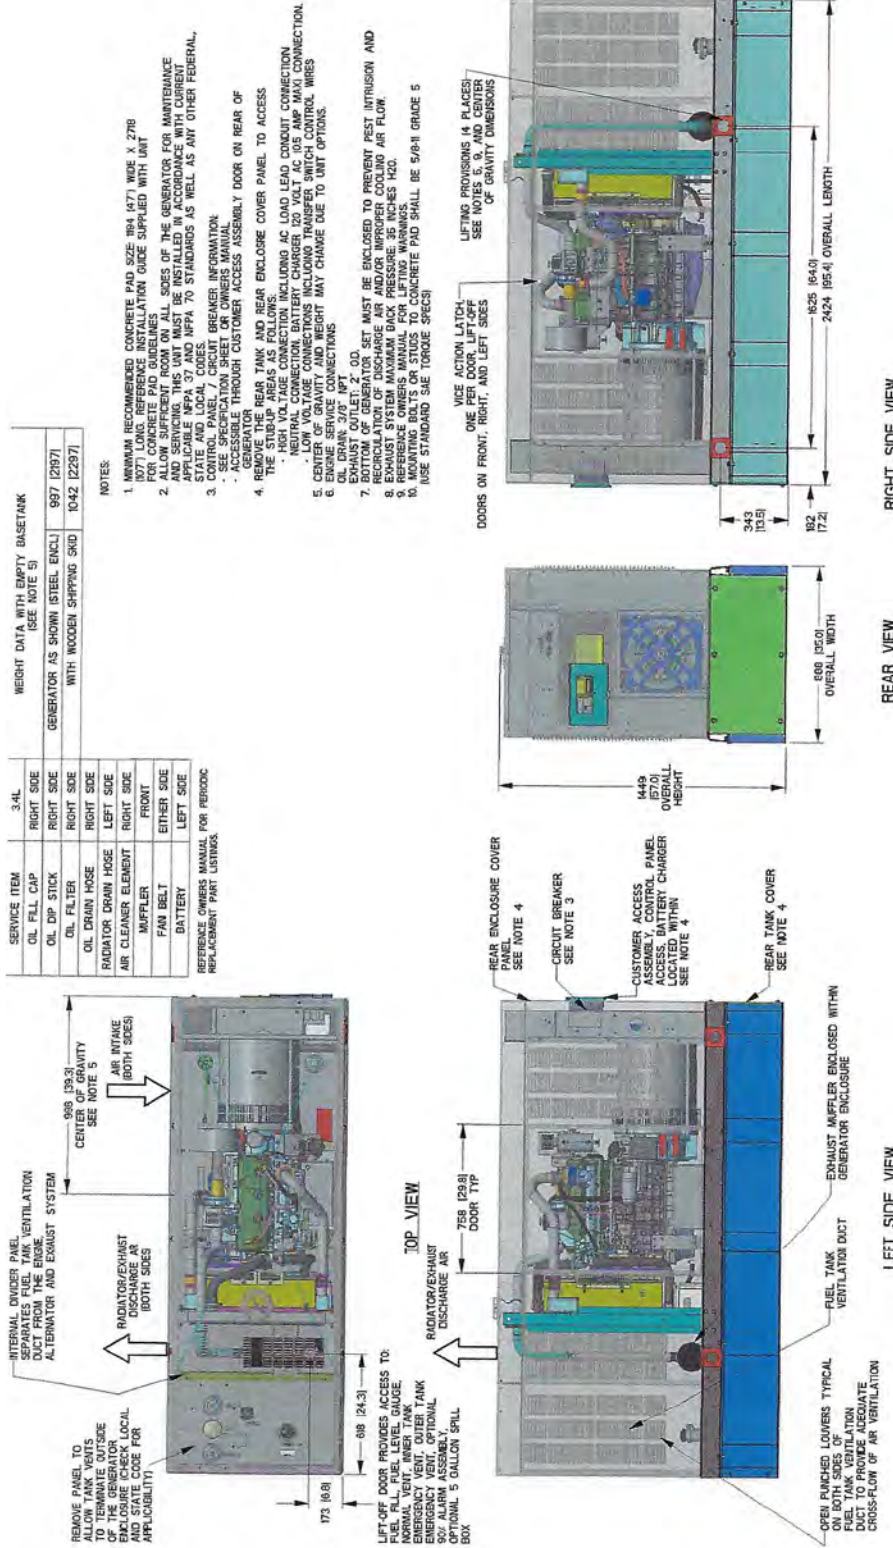 SERVICE ITEM 3.4L
OIL FILL CAP RIGHT SIDE
OIL DIP STICK RIGHT SIDE
OIL FILTER RIGHT SIDE
OIL DRAIN HOSE RIGHT SIDE
RADIATOR DRAIN HOSE LEFT SIDE
AIR CLEANER ELEMENT RIGHT SIDE
MUFFLER FRONT
FAN BELT EITHER SIDE
BATTERY LEFT SIDE
REFERENCE OWNERS MANUAL FOR PERIODIC
REPLACEMENT PART LISTINGS.
WEIGHT DATA WITH EMPTY BASETANK
(SEE NOTE 5)
GENERATOR AS SHOWN (STEEL ENCL) 997 [2197]
WITH WOODEN SHIPPING SKID 1042 [2297]
NOTES:
1. MINIMUM RECOMMENDED CONCRETE PAD SIZE: 1194 (47") WIDE X 2718
(107") LONG. REFERENCE INSTALLATION GUIDE SUPPLIED WITH UNIT
FOR CONCRETE PAD GUIDELINES
2. ALLOW SUFFICIENT ROOM ON ALL SIDES OF THE GENERATOR FOR MAINTENANCE
AND SERVICING. THIS UNIT MUST BE INSTALLED IN ACCORDANCE WITH CURRENT
APPLICABLE NFPA 37 AND NFPA 70 STANDARDS AS WELL AS ANY OTHER FEDERAL,
STATE AND LOCAL CODES.
3. CONTROL PANEL / CIRCUIT BREAKER INFORMATION:
- SEE SPECIFICATION SHEET OR OWNERS MANUAL
- ACCESSIBLE THROUGH CUSTOMER ACCESS ASSEMBLY DOOR ON REAR OF
GENERATOR
4. REMOVE THE REAR TANK AND REAR ENCLOSRE COVER PANEL TO ACCESS
THE STUB-UP AREAS AS FOLLOWS:
- HIGH VOLTAGE CONNECTION INCLUDING AC LOAD LEAD CONDUIT CONNECTION
NEUTRAL CONNECTION, BATTERY CHARGER 120 VOLT AC (0.5 AMP MAX) CONNECTION.
- LOW VOLTAGE CONNECTIONS INCLUDING TRANSFER SWITCH CONTROL WIRES
5. CENTER OF GRAVITY AND WEIGHT MAY CHANGE DUE TO UNIT OPTIONS.
6. ENGINE SERVICE CONNECTIONS
OIL DRAIN: 3/8" NPT
EXHAUST OUTLET: 2" O.D.
7. BOTTOM OF GENERATOR SET MUST BE ENCLOSED TO PREVENT PEST INTRUSION AND
RECIRCULATION OF DISCHARGE AIR AND/OR IMPROPER COOLING AIR FLOW.
8. EXHAUST SYSTEM MAXIMUM BACK PRESSURE: 36 INCHES H2O.
9. REFERENCE OWNERS MANUAL FOR LIFTING WARNINGS.
10. MOUNTING BOLTS OR STUDS TO CONCRETE PAD SHALL BE 5/8-11 GRADE 5
(USE STANDARD SAE TORQUE SPECS)
INTERNAL DIVIDER PANEL
SEPARATES FUEL TANK VENTILATION
DUCT FROM THE ENGINE,
ALTERNATOR AND EXHAUST SYSTEM
998 [39.3]
CENTER OF GRAVITY
SEE NOTE 5
AIR INTAKE
(BOTH SIDES)
RADIATOR/EXHAUST
DISCHARGE AIR
(BOTH SIDES)
REMOVE PANEL TO
ALLOW TANK VENTS
TO TERMINATE OUTSIDE
OF THE GENERATOR
ENCLOSURE (CHECK LOCAL
AND STATE CODE FOR
APPLICABILITY)
173 [6.8]
618 [24.3]
TOP VIEW
LIFT-OFF DOOR PROVIDES ACCESS TO:
FUEL FILL, FUEL LEVEL GAUGE,
NORMAL VENT, INNER TANK
EMERGENCY VENT, OUTER TANK
EMERGENCY VENT, OPTIONAL
90% ALARM ASSEMBLY,
OPTIONAL 5 GALLON SPILL
BOX
RADIATOR/EXHAUST
DISCHARGE AIR
758 [29.8]
DOOR TYP
REAR ENCLOSURE COVER
PANEL
SEE NOTE 4
CIRCUIT BREAKER
SEE NOTE 3
CUSTOMER ACCESS
ASSEMBLY, CONTROL PANEL
ACCESS, BATTERY CHARGER
LOCATED WITHIN
SEE NOTE 4
REAR TANK COVER
SEE NOTE 4
EXHAUST MUFFLER ENCLOSED WITHIN
GENERATOR ENCLOSURE
FUEL TANK
VENTILATION DUCT
OPEN PUNCHED LOUVERS TYPICAL
ON BOTH SIDES OF
FUEL TANK VENTILATION
DUCT TO PROVIDE ADEQUATE
CROSS-FLOW OF AIR VENTILATION
LEFT SIDE VIEW
1449
[57.0]
OVERALL
HEIGHT
888 [35.0]
OVERALL WIDTH
REAR VIEW
VICE ACTION LATCH,
ONE PER DOOR, LIFT-OFF
DOORS ON FRONT, RIGHT, AND LEFT SIDES
LIFTING PROVISIONS (4 PLACES)
SEE NOTES 5, 9, AND CENTER
OF GRAVITY DIMENSIONS
343
[13.5]
182
[7.2]
1625 [64.0]
2424 [95.4] OVERALL LENGTH
RIGHT SIDE VIEW